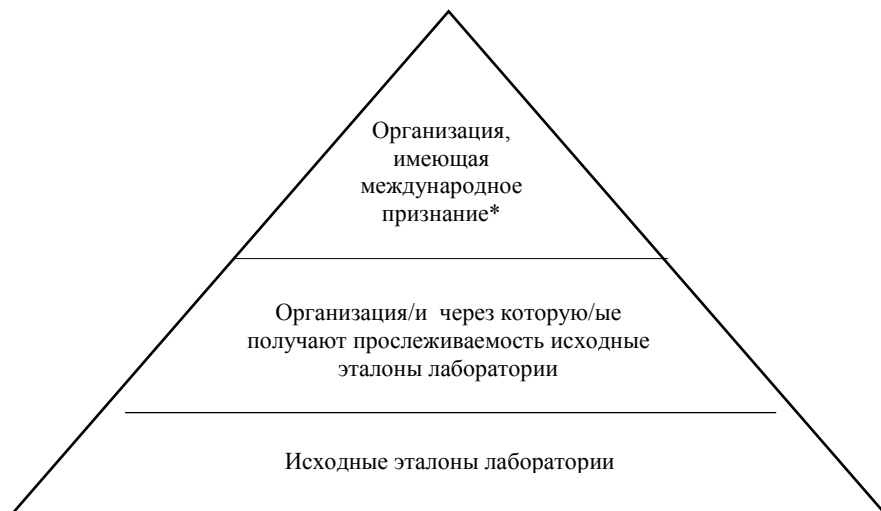 Организация,
имеющая
международное
признание*
Организация/и через которую/ые
получают прослеживаемость исходные
эталоны лаборатории
Исходные эталоны лаборатории